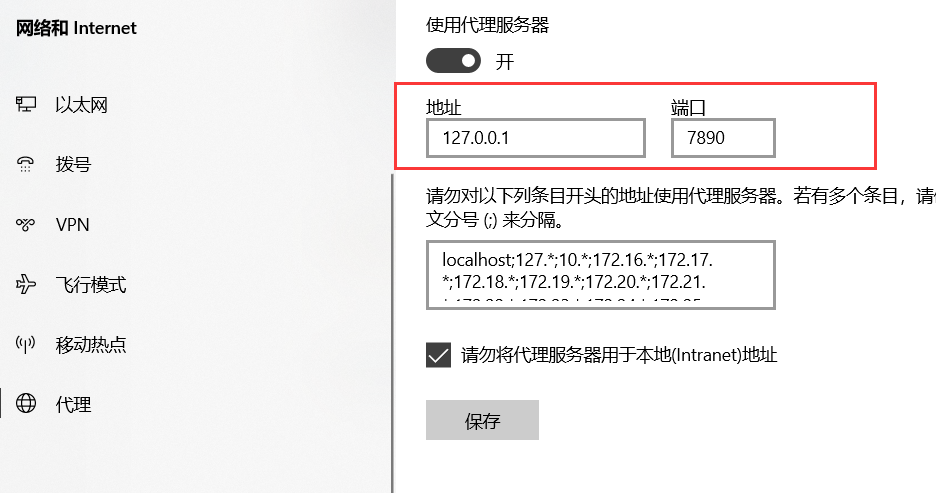 网络和 Internet
以太网
拨号
VPN
飞行模式
移动热点
代理
使用代理服务器
开
地址
端口
127.0.0.1
7890
请勿对以下列条目开头的地址使用代理服务器。若有多个条目，请
文分号 (;) 来分隔。
localhost;127.*;10.*;172.16.*;172.17.
*;172.18.*;172.19.*;172.20.*;172.21.
请勿将代理服务器用于本地(Intranet)地址
保存